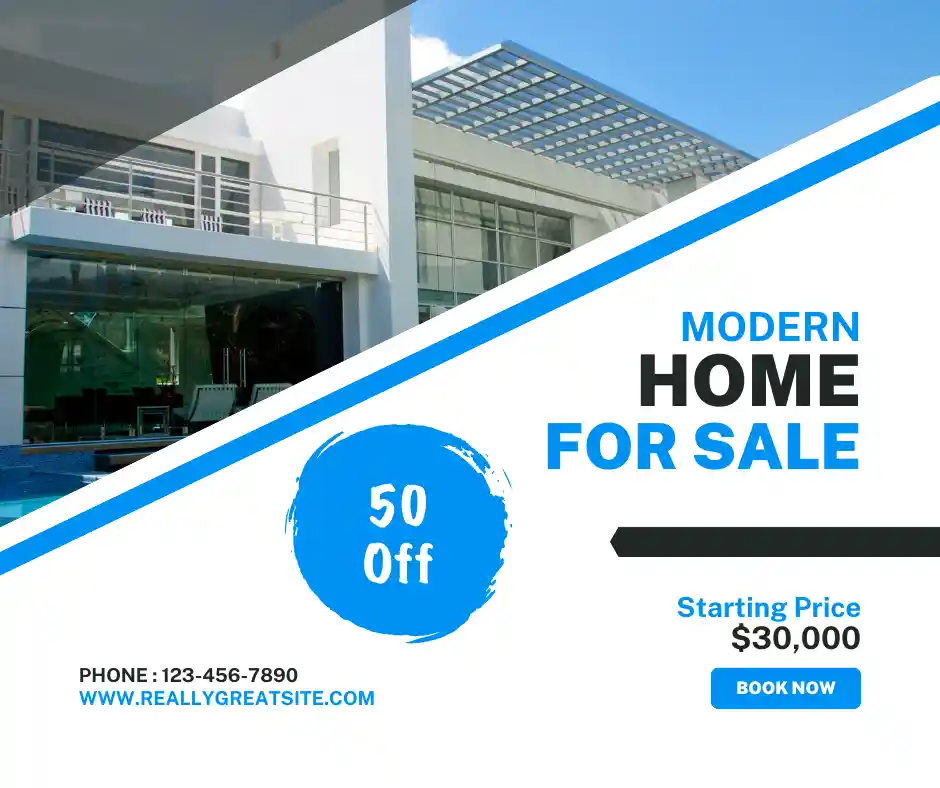 MODERN
HOME
FOR SALE
50
Off
Starting Price
$30,000
BOOK NOW
PHONE : 123-456-7890
WWW.REALLYGREATSITE.COM